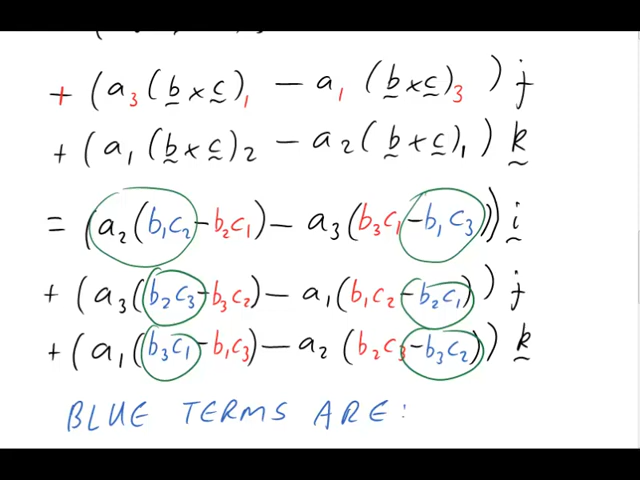 + (a₃(b×c)₁ − a₁ (b×c)₃) j
+ (a₁(b×c)₂ − a₂(b×c)₁) k
= (a₂(b₁c₂−b₂c₁) − a₃(b₃c₁−b₁c₃)) i
+ (a₃(b₂c₃−b₃c₂) − a₁(b₁c₂−b₂c₁)) j
+ (a₁(b₃c₁−b₁c₃) − a₂(b₂c₃−b₃c₂)) k
BLUE TERMS ARE: